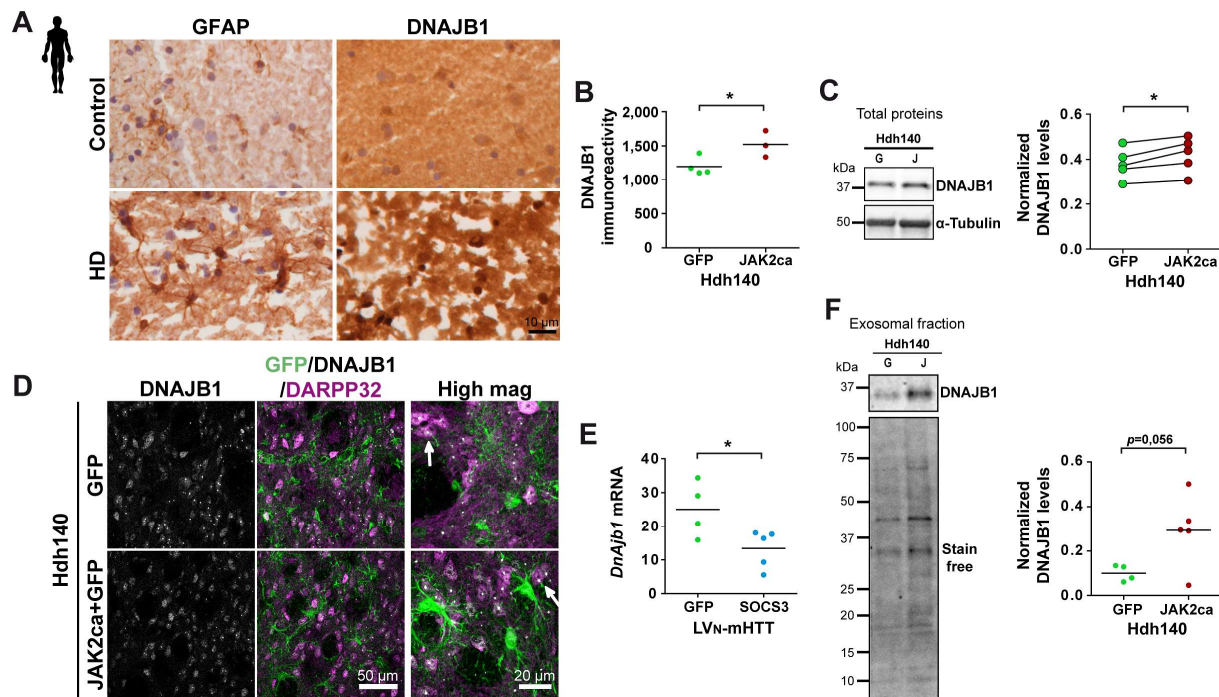 A
GFAP
DNAJB1
Control
HD
10 µm
B
DNAJB1
immunoreactivity
2,000
1,500
1,000
500
0
*
GFP
JAK2ca
Hdh140
C
Total proteins
Hdh140
G
J
kDa
37
DNAJB1
50
α-Tubulin
Normalized
DNAJB1 levels
0.6
0.4
0.2
0.0
*
GFP
JAK2ca
Hdh140
D
DNAJB1
GFP/DNAJB1
/DARPP32
High mag
Hdh140
GFP
JAK2ca+GFP
50 µm
20 µm
E
DnAjb1 mRNA
40
30
20
10
0
*
GFP
SOCS3
LVN-mHTT
F
Exosomal fraction
Hdh140
kDa
G
J
37
DNAJB1
100
75
50
37
25
20
15
10
Stain
free
Normalized
DNAJB1 levels
0.6
0.4
0.2
0.0
p=0,056
GFP
JAK2ca
Hdh140